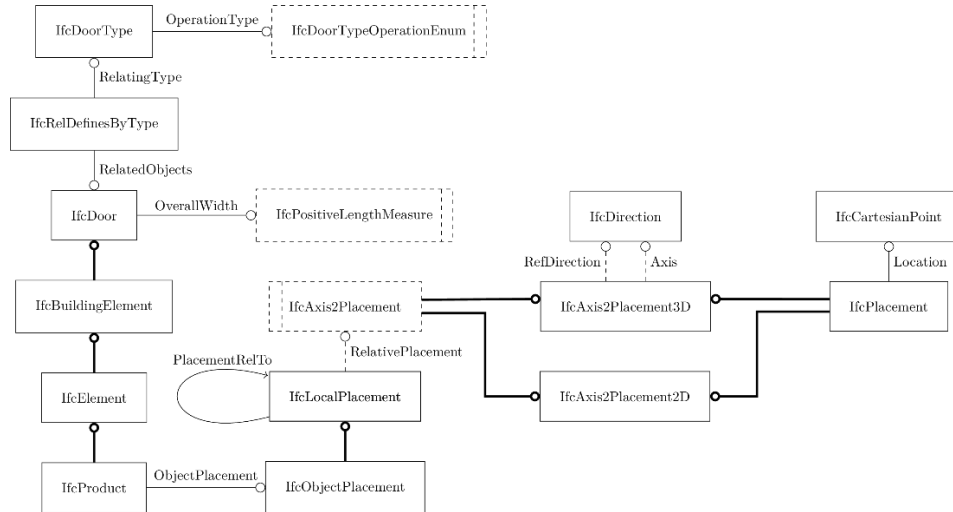 OperationType
IfcDoorType
IfcDoorTypeOperationEnum
RelatingType
IfcRelDefinesByType
RelatedObjects
IfcDoor
OverallWidth
IfcPositiveLengthMeasure
IfcDirection
IfcCartesianPoint
RefDirection
Axis
Location
IfcBuildingElement
IfcAxis2Placement
IfcAxis2Placement3D
IfcPlacement
RelativePlacement
PlacementRelTo
IfcElement
IfcLocalPlacement
IfcAxis2Placement2D
IfcProduct
ObjectPlacement
IfcObjectPlacement